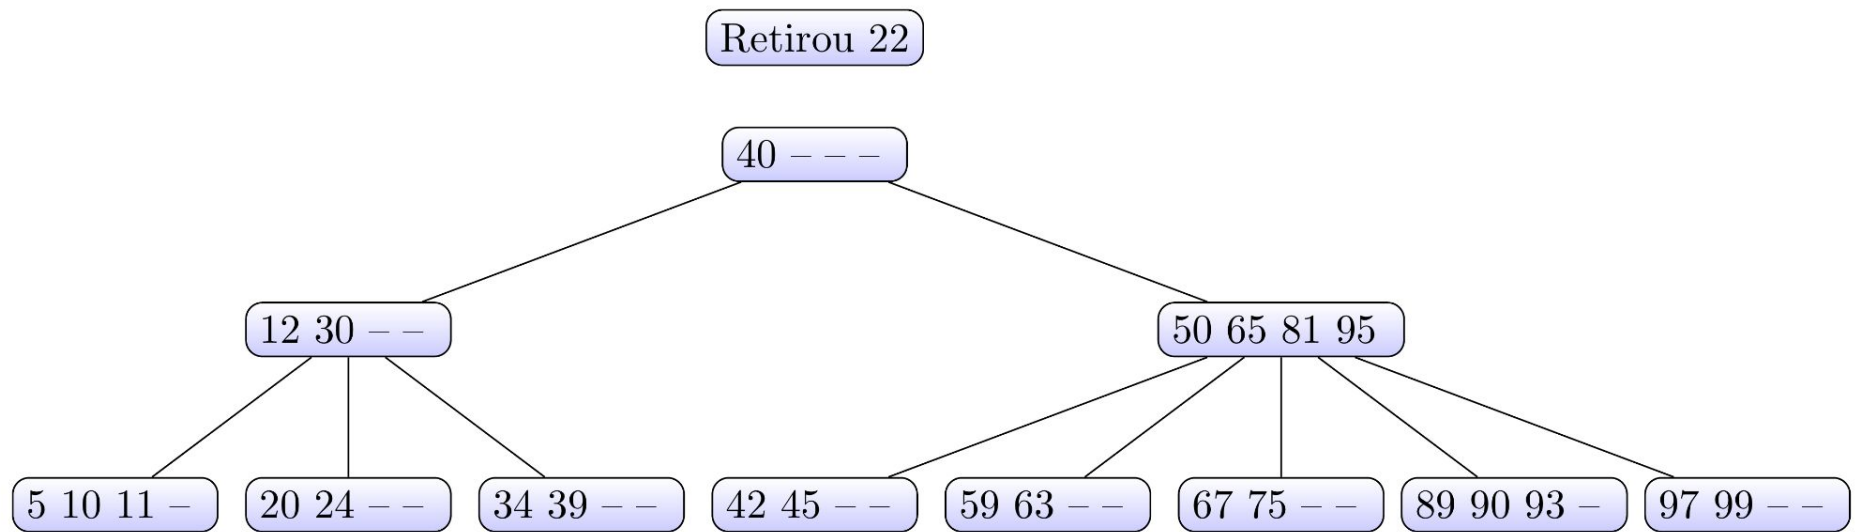 Retirou 22
40 – – –
12 30 – –
50 65 81 95
5 10 11 –
20 24 – –
34 39 – –
42 45 – –
59 63 – –
67 75 – –
89 90 93 –
97 99 – –